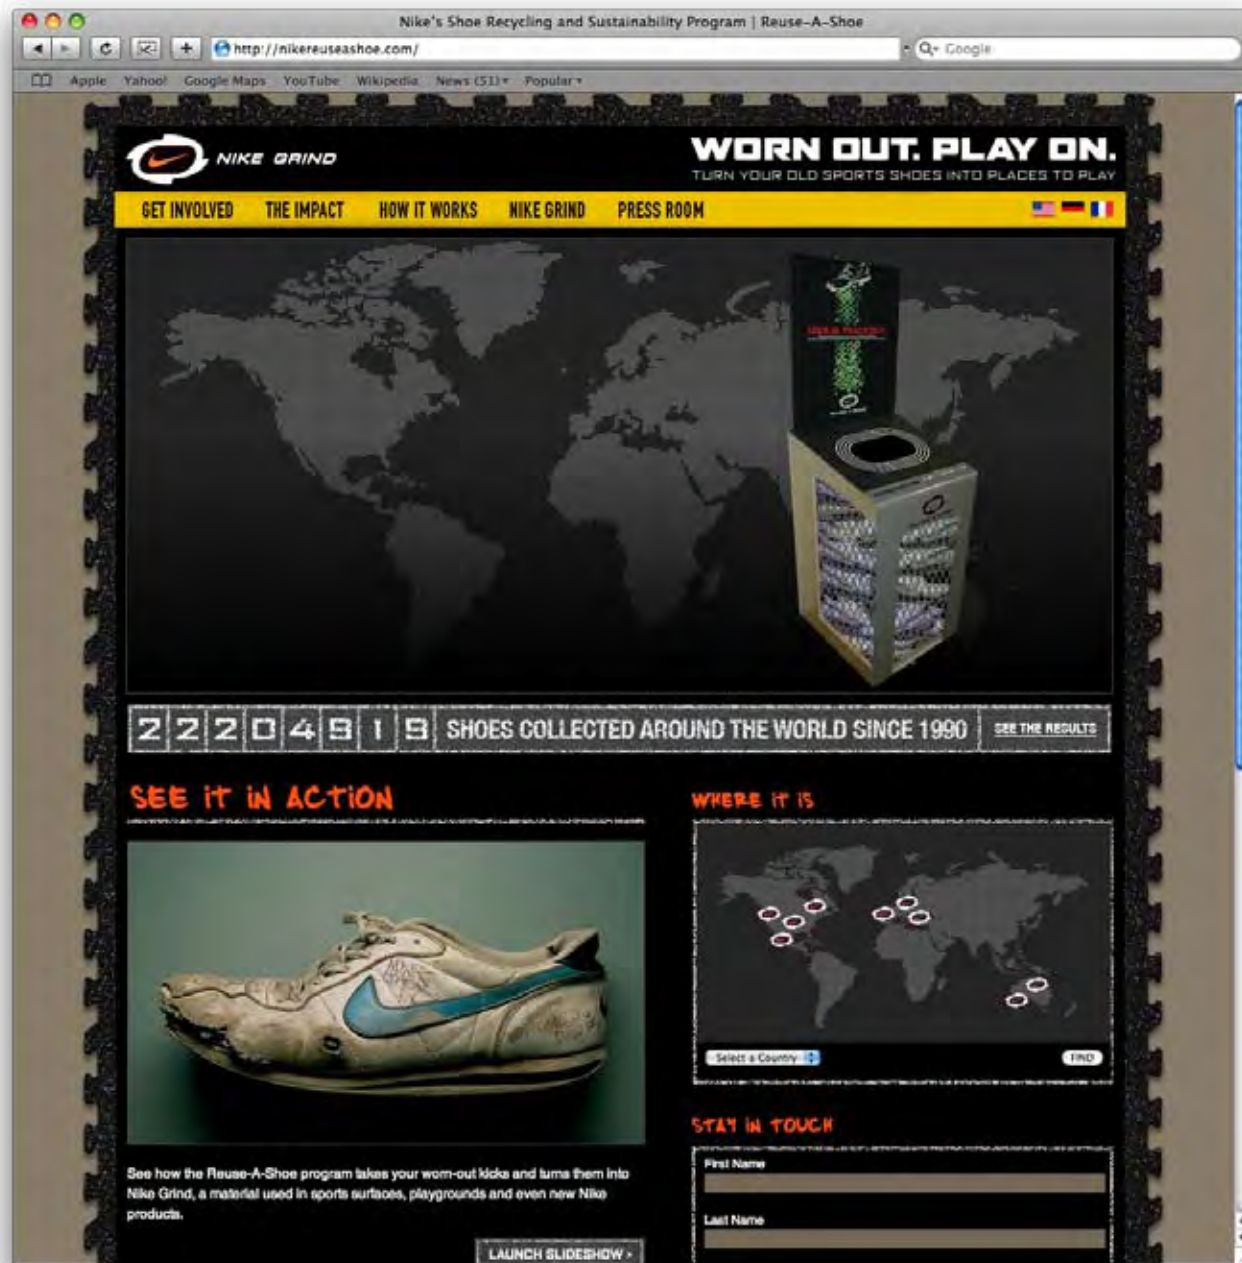 Nike's Shoe Recycling and Sustainability Program | Reuse-A-Shoe
http://nikereuseashoe.com/
Google
Apple Yahoo! Google Maps YouTube Wikipedia News (51) Popular
NIKE GRIND
WORN OUT. PLAY ON.
TURN YOUR OLD SPORTS SHOES INTO PLACES TO PLAY
GET INVOLVED THE IMPACT HOW IT WORKS NIKE GRIND PRESS ROOM
22204919 SHOES COLLECTED AROUND THE WORLD SINCE 1990 SEE THE RESULTS
SEE IT IN ACTION
WHERE IT IS
Select a Country FIND
STAY IN TOUCH
First Name
See how the Reuse-A-Shoe program takes your worn-out kicks and turns them into
Nike Grind, a material used in sports surfaces, playgrounds and even new Nike
products.
Last Name
LAUNCH SLIDESHOW >